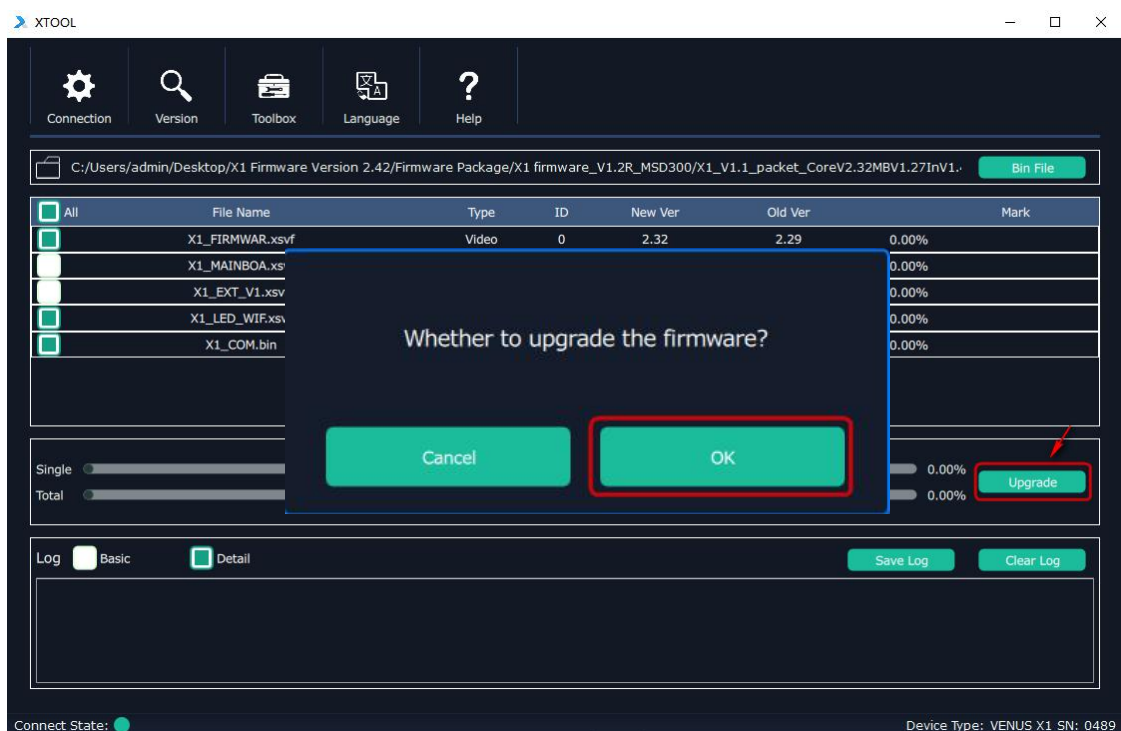 XTOOL
Connection Version Toolbox Language Help
C:/Users/admin/Desktop/X1 Firmware Version 2.42/Firmware Package/X1 firmware_V1.2R_MSD300/X1_V1.1_packet_CoreV2.32MBV1.27InV1. Bin File
All File Name Type ID New Ver Old Ver Mark
X1_FIRMWAR.xsvf Video 0 2.32 2.29 0.00%
X1_MAINBOA.xsv 0.00%
X1_EXT_V1.xsv 0.00%
X1_LED_WIF.xsv 0.00%
X1_COM.bin 0.00%
Whether to upgrade the firmware?
Cancel OK
Single 0.00%
Total 0.00%
Upgrade
Log Basic Detail Save Log Clear Log
Connect State: Device Type: VENUS X1 SN: 0489